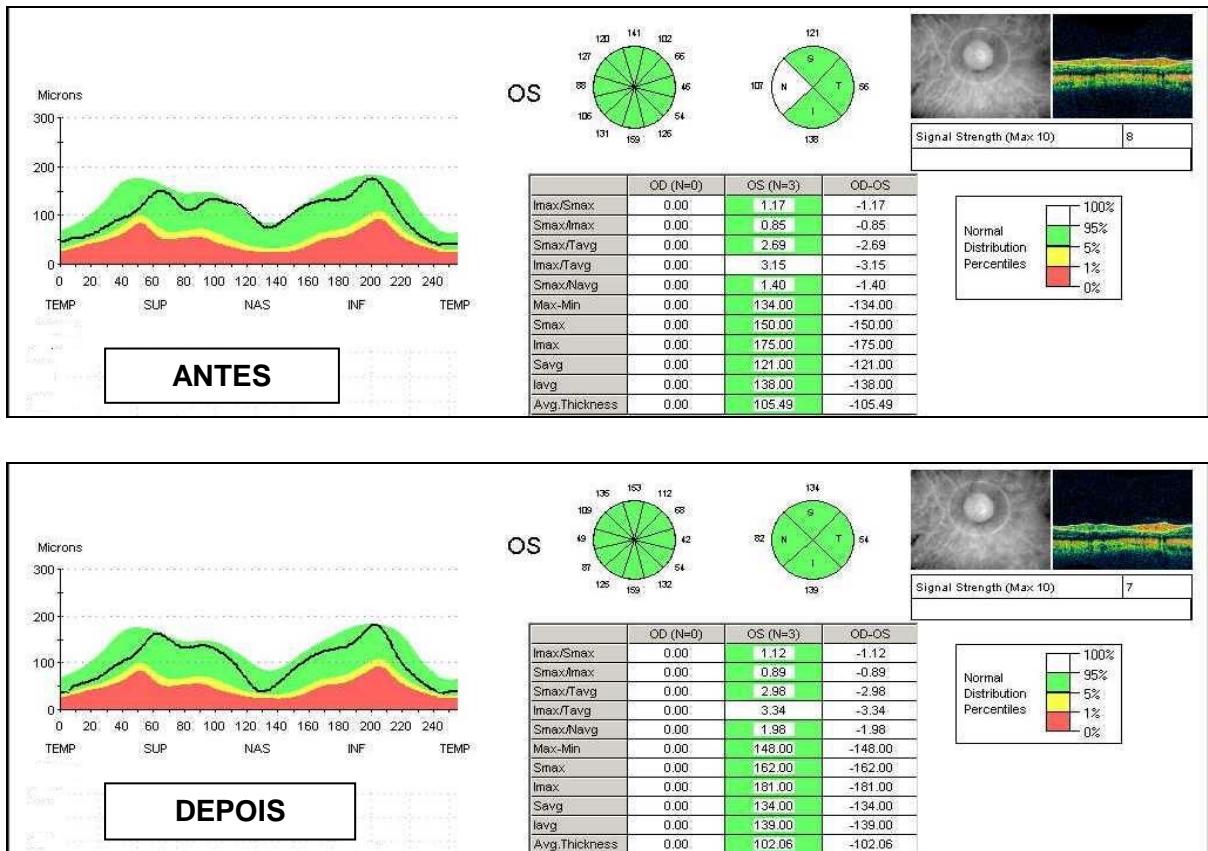 Microns
300
200
100
0
0 20 40 60 80 100 120 140 160 180 200 220 240
TEMP SUP NAS INF TEMP
ANTES
OS
141
120 102
127 66
88 46
106 54
131 126
159
121
107 N S T 56
I
138
Signal Strength (Max 10) 8
OD (N=0) OS (N=3) OD-OS
Imax/Smax 0.00 1.17 -1.17
Smax/Imax 0.00 0.85 -0.85
Smax/Tavg 0.00 2.69 -2.69
Imax/Tavg 0.00 3.15 -3.15
Smax/Navg 0.00 1.40 -1.40
Max-Min 0.00 134.00 -134.00
Smax 0.00 150.00 -150.00
Imax 0.00 175.00 -175.00
Savg 0.00 121.00 -121.00
Iavg 0.00 138.00 -138.00
Avg.Thickness 0.00 105.49 -105.49
Normal
Distribution
Percentiles
100%
95%
5%
1%
0%
Microns
300
200
100
0
0 20 40 60 80 100 120 140 160 180 200 220 240
TEMP SUP NAS INF TEMP
DEPOIS
OS
153
135 112
109 68
49 42
87 54
125 132
159
134
82 N S T 54
I
139
Signal Strength (Max 10) 7
OD (N=0) OS (N=3) OD-OS
Imax/Smax 0.00 1.12 -1.12
Smax/Imax 0.00 0.89 -0.89
Smax/Tavg 0.00 2.98 -2.98
Imax/Tavg 0.00 3.34 -3.34
Smax/Navg 0.00 1.98 -1.98
Max-Min 0.00 148.00 -148.00
Smax 0.00 162.00 -162.00
Imax 0.00 181.00 -181.00
Savg 0.00 134.00 -134.00
Iavg 0.00 139.00 -139.00
Avg.Thickness 0.00 102.06 -102.06
Normal
Distribution
Percentiles
100%
95%
5%
1%
0%